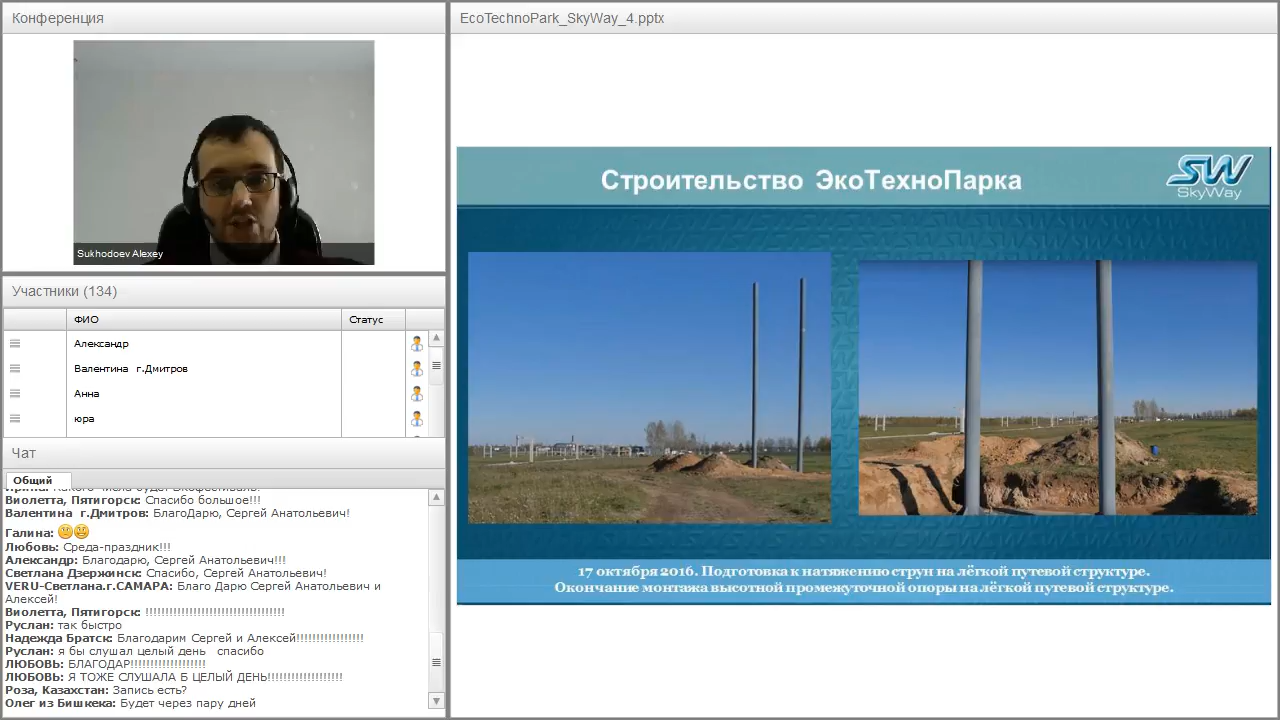 Конференция
Sukhodoev Alexey
Участники (134)
ФИО
Статус
Александр
Валентина г.Дмитров
Анна
юра
Чат
Общий
Виолетта, Пятигорск: Спасибо большое!!!
Валентина г.Дмитров: БлагоДарю, Сергей Анатольевич!
Галина:
Любовь: Среда-праздник!!!
Александр: Благодарю, Сергей Анатольевич!!!
Светлана Дзержинск: Спасибо, Сергей Анатольевич!
VERU-Светлана.г.САМАРА: Благо Дарю Сергей Анатольевич и
Алексей!
Виолетта, Пятигорск: !!!!!!!!!!!!!!!!!!!!!!!!!!!!!!!!!!
Руслан: так быстро
Надежда Братск: Благодарим Сергей и Алексей!!!!!!!!!!!!!!!!!
Руслан: я бы слушал целый день спасибо
ЛЮБОВЬ: БЛАГОДАР!!!!!!!!!!!!!!!!!!!
ЛЮБОВЬ: Я ТОЖЕ СЛУШАЛА Б ЦЕЛЫЙ ДЕНЬ!!!!!!!!!!!!!!!!!!!
Роза, Казахстан: Запись есть?
Олег из Бишкека: Будет через пару дней
EcoTechnoPark_SkyWay_4.pptx
Строительство ЭкоТехноПарка
SW
SkyWay
17 октября 2016. Подготовка к натяжению струн на лёгкой путевой структуре.
Окончание монтажа высотной промежуточной опоры на лёгкой путевой структуре.